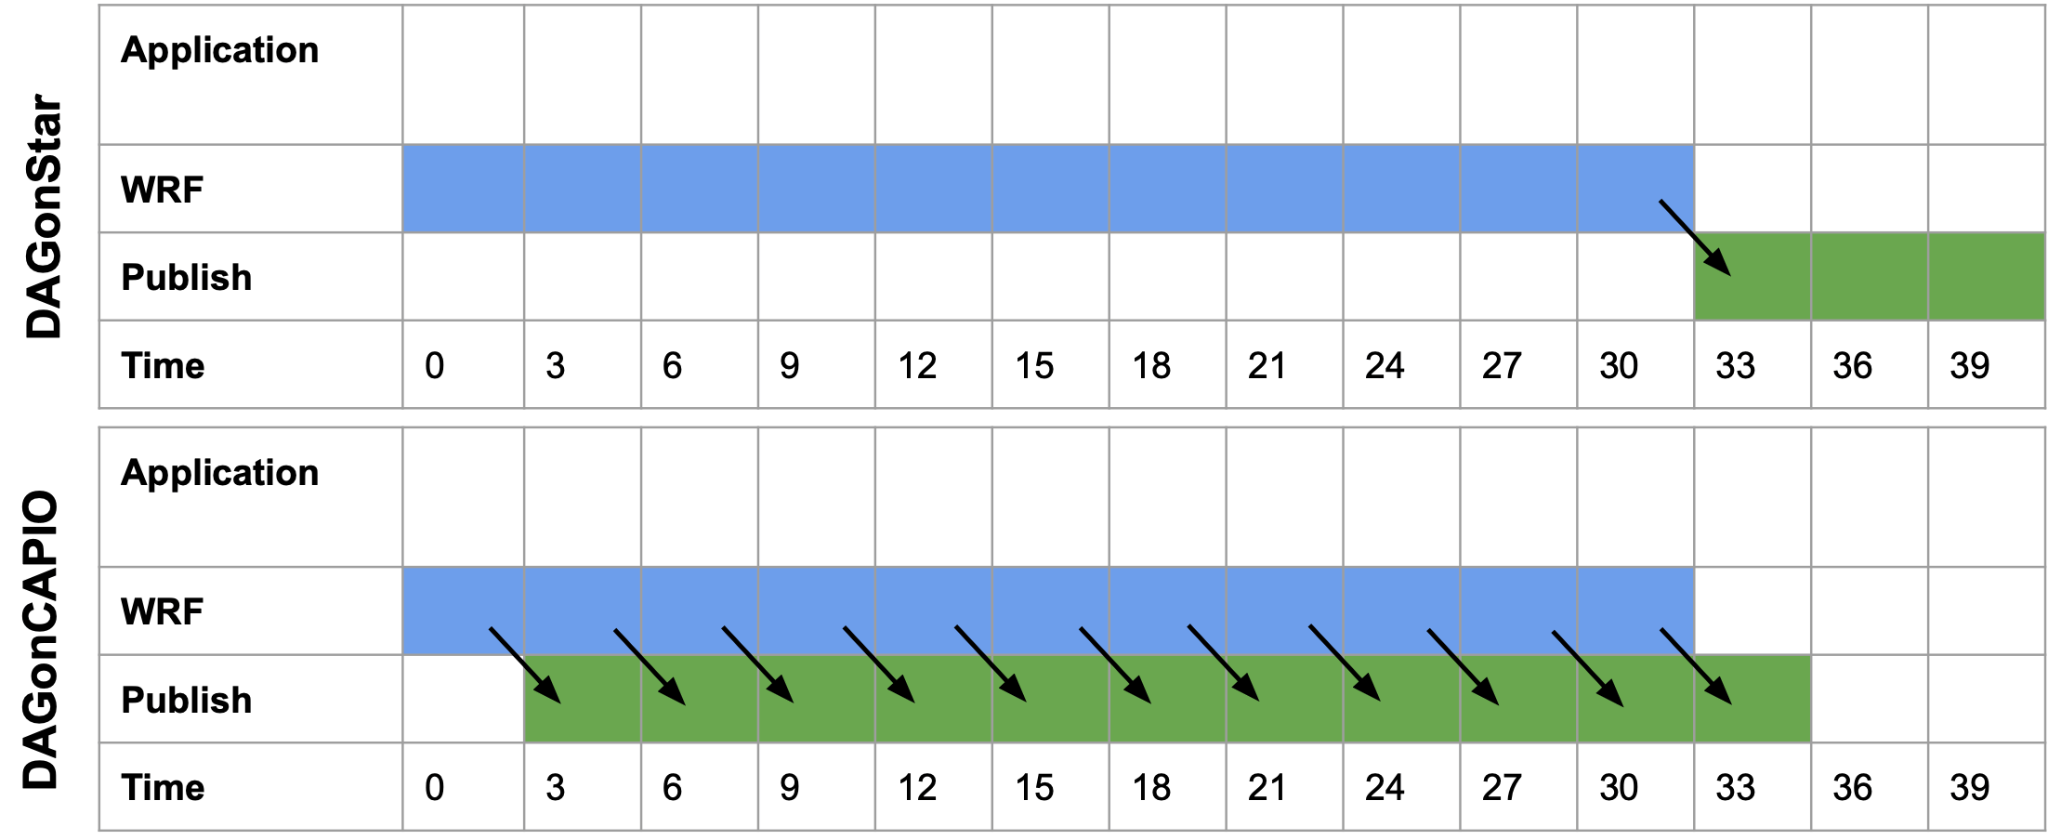 DAGonStar
Application
WRF
Publish
Time 0 3 6 9 12 15 18 21 24 27 30 33 36 39
DAGonCAPIO
Application
WRF
Publish
Time 0 3 6 9 12 15 18 21 24 27 30 33 36 39